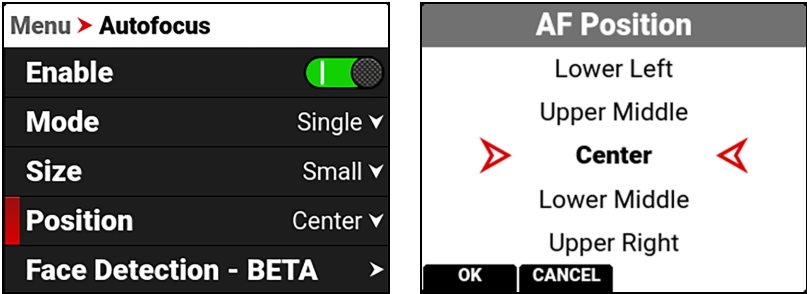 Menu Autofocus
Enable
Mode Single
Size Small
Position Center
Face Detection - BETA
AF Position
Lower Left
Upper Middle
Center
Lower Middle
Upper Right
OK CANCEL